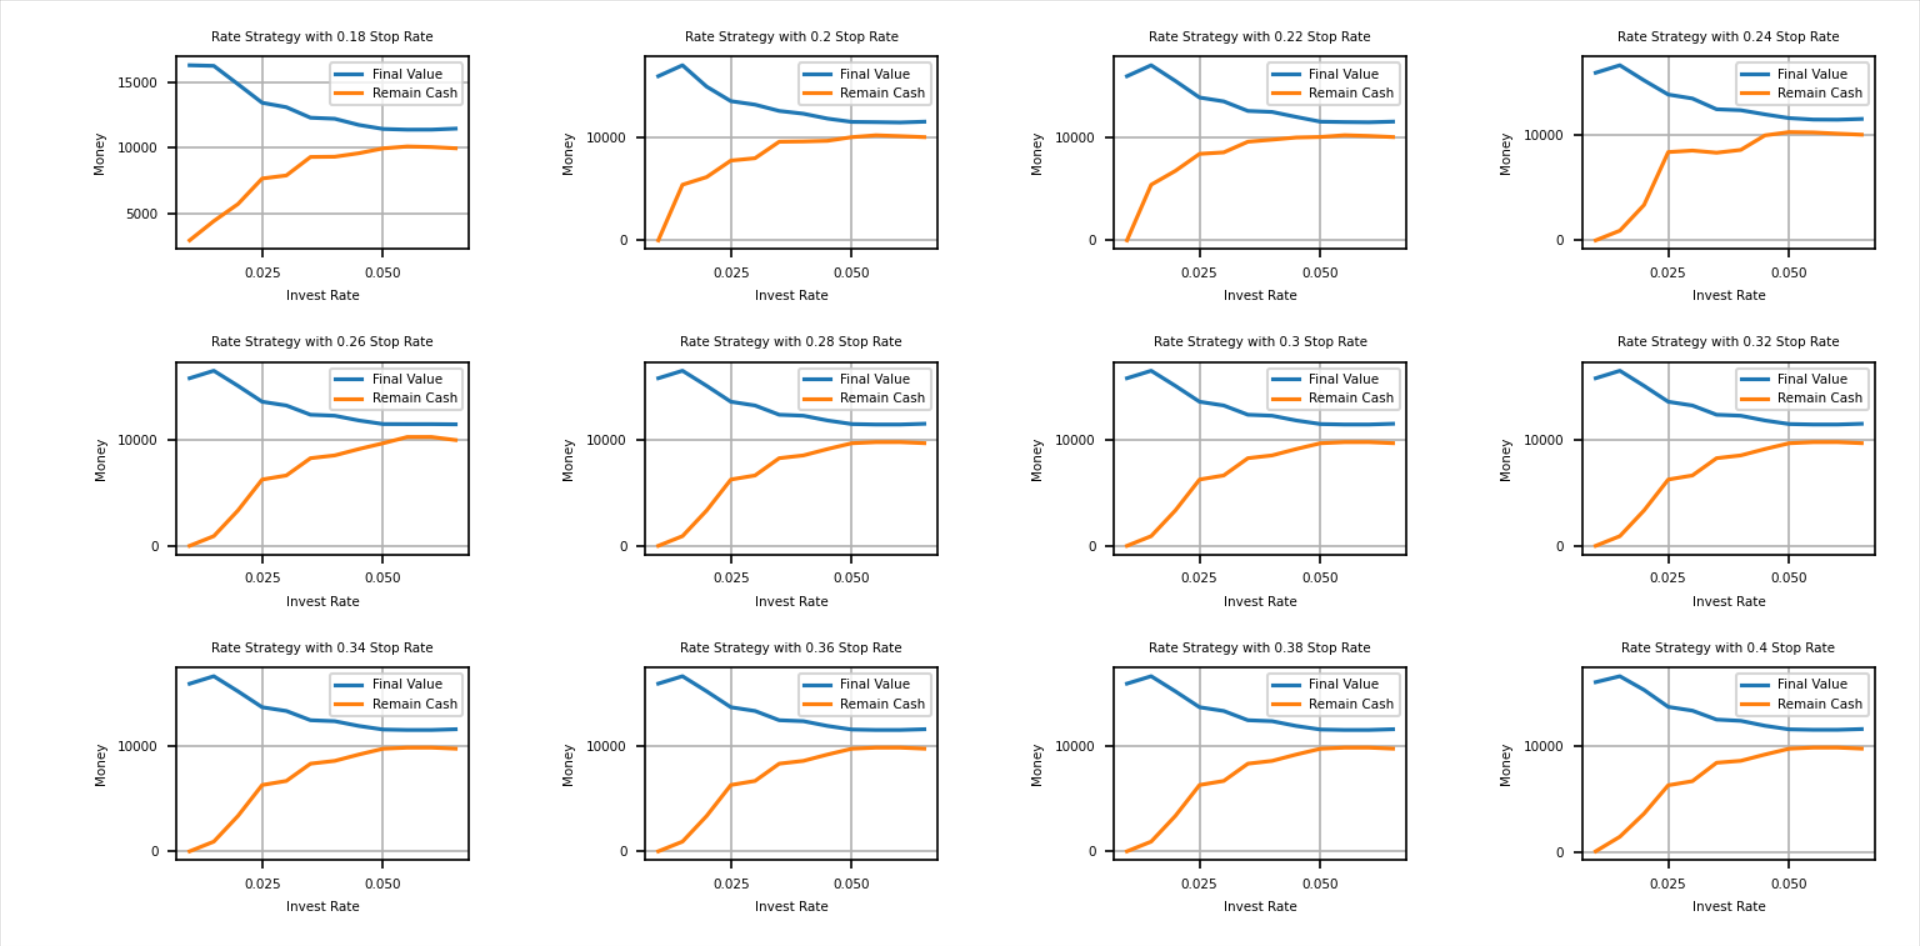 Rate Strategy with 0.18 Stop Rate
Final Value
Remain Cash
15000
10000
5000
Money
0.025
0.050
Invest Rate
Rate Strategy with 0.2 Stop Rate
Final Value
Remain Cash
10000
0
Money
0.025
0.050
Invest Rate
Rate Strategy with 0.22 Stop Rate
Final Value
Remain Cash
10000
0
Money
0.025
0.050
Invest Rate
Rate Strategy with 0.24 Stop Rate
Final Value
Remain Cash
10000
0
Money
0.025
0.050
Invest Rate
Rate Strategy with 0.26 Stop Rate
Final Value
Remain Cash
10000
0
Money
0.025
0.050
Invest Rate
Rate Strategy with 0.28 Stop Rate
Final Value
Remain Cash
10000
0
Money
0.025
0.050
Invest Rate
Rate Strategy with 0.3 Stop Rate
Final Value
Remain Cash
10000
0
Money
0.025
0.050
Invest Rate
Rate Strategy with 0.32 Stop Rate
Final Value
Remain Cash
10000
0
Money
0.025
0.050
Invest Rate
Rate Strategy with 0.34 Stop Rate
Final Value
Remain Cash
10000
0
Money
0.025
0.050
Invest Rate
Rate Strategy with 0.36 Stop Rate
Final Value
Remain Cash
10000
0
Money
0.025
0.050
Invest Rate
Rate Strategy with 0.38 Stop Rate
Final Value
Remain Cash
10000
0
Money
0.025
0.050
Invest Rate
Rate Strategy with 0.4 Stop Rate
Final Value
Remain Cash
10000
0
Money
0.025
0.050
Invest Rate